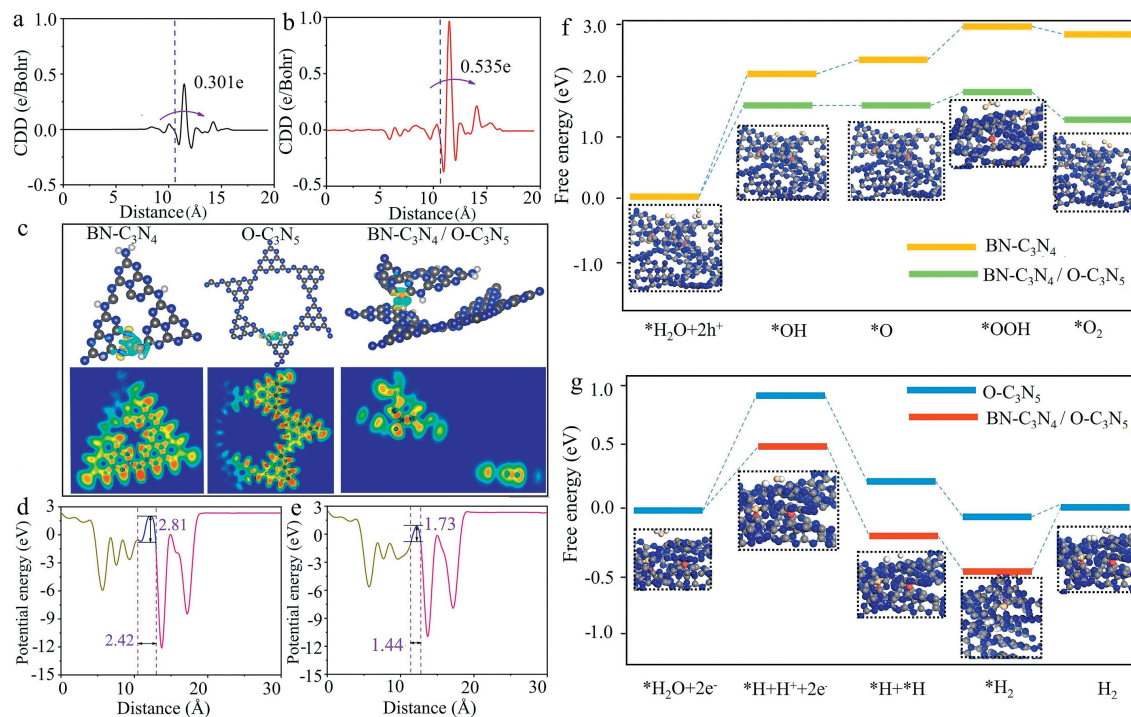 a
CDD (e/Bohr)
1.0
0.5
0.0
-0.5
0.301e
0 5 10 15 20
Distance(Å)
b
CDD (e/Bohr)
1.0
0.5
0.0
-0.5
0.535e
0 5 10 15 20
Distance(Å)
c
BN-C₃N₄
O-C₃N₅
BN-C₃N₄ / O-C₃N₅
d
Potential energy (eV)
3
0
-3
-6
-9
-12
-15
2.81
2.42
0 10 20 30
Distance (Å)
e
Potential energy (eV)
3
0
-3
-6
-9
-12
-15
1.73
1.44
0 10 20 30
Distance (Å)
f
Free energy (eV)
3.0
2.0
1.0
0.0
-1.0
BN-C₃N₄
BN-C₃N₄ / O-C₃N₅
*H₂O+2h⁺
*OH
*O
*OOH
*O₂
g
Free energy (eV)
1.0
0.5
0.0
-0.5
-1.0
O-C₃N₅
BN-C₃N₄ / O-C₃N₅
*H₂O+2e⁻
*H+H⁺+2e⁻
*H+*H
*H₂
H₂